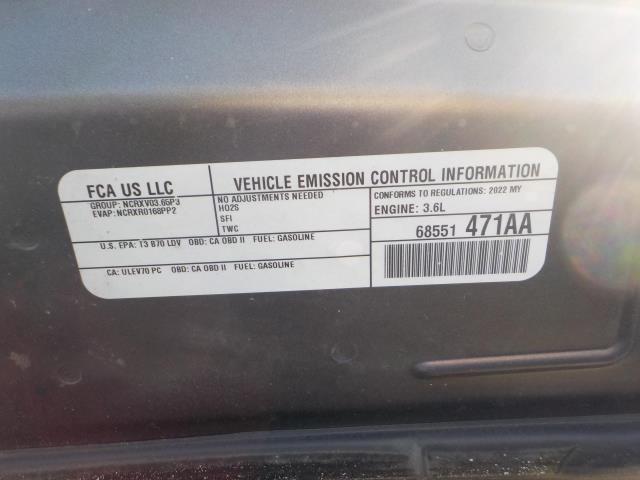 FCA US LLC
GROUP: NCRXV03.65P3
EVAP: NCRXR0168PP2
VEHICLE EMISSION CONTROL INFORMATION
NO ADJUSTMENTS NEEDED
HO2S
SFI
TWC
CONFORMS TO REGULATIONS: 2022 MY
ENGINE: 3.6L
68551 471AA
U.S. EPA: T3 B70 LDV OBD: CA OBD II FUEL: GASOLINE
CA: ULEV70 PC OBD: CA OBD II FUEL: GASOLINE